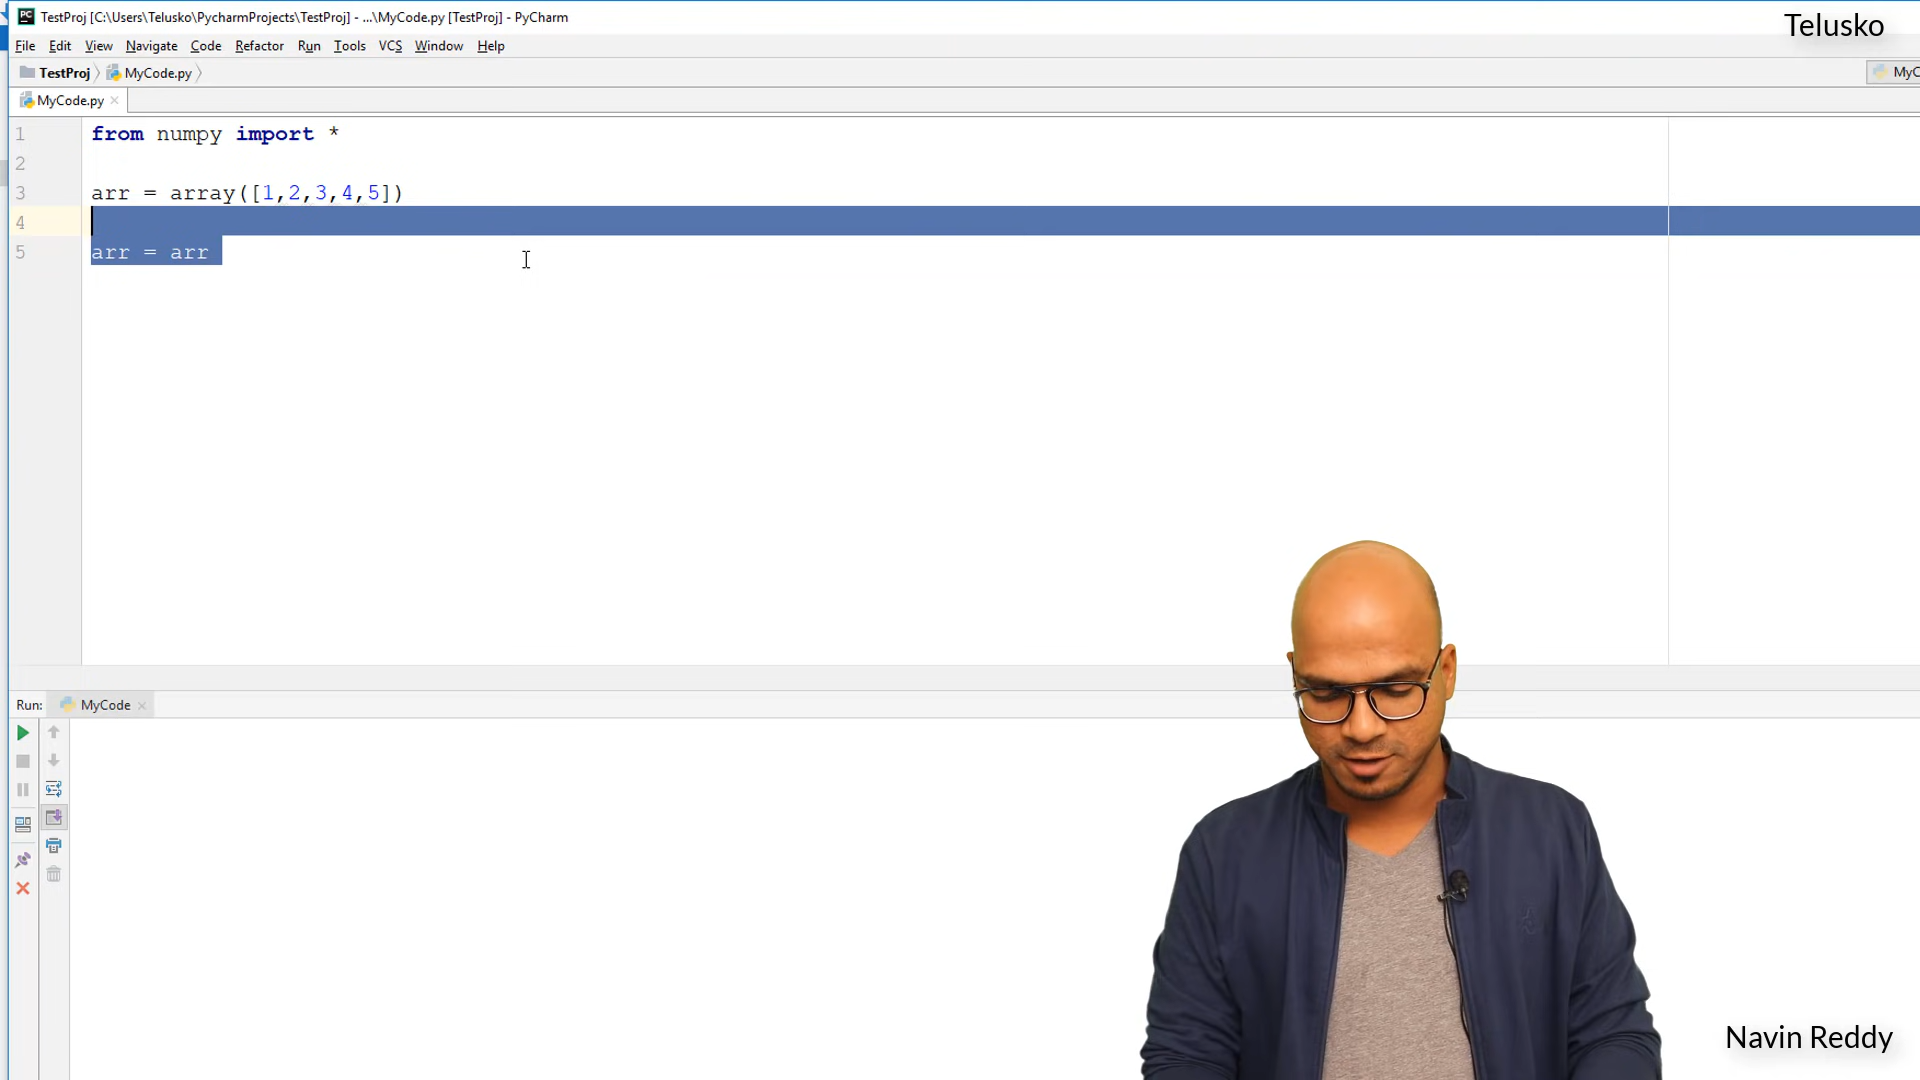 TestProj [C:\Users\Telusko\PycharmProjects\TestProj] - ...\MyCode.py [TestProj] - PyCharm
Telusko
File Edit View Navigate Code Refactor Run Tools VCS Window Help
TestProj MyCode.py
MyC
MyCode.py
1 from numpy import *
2
3 arr = array([1,2,3,4,5])
4
5 arr = arr
Run: MyCode
Navin Reddy